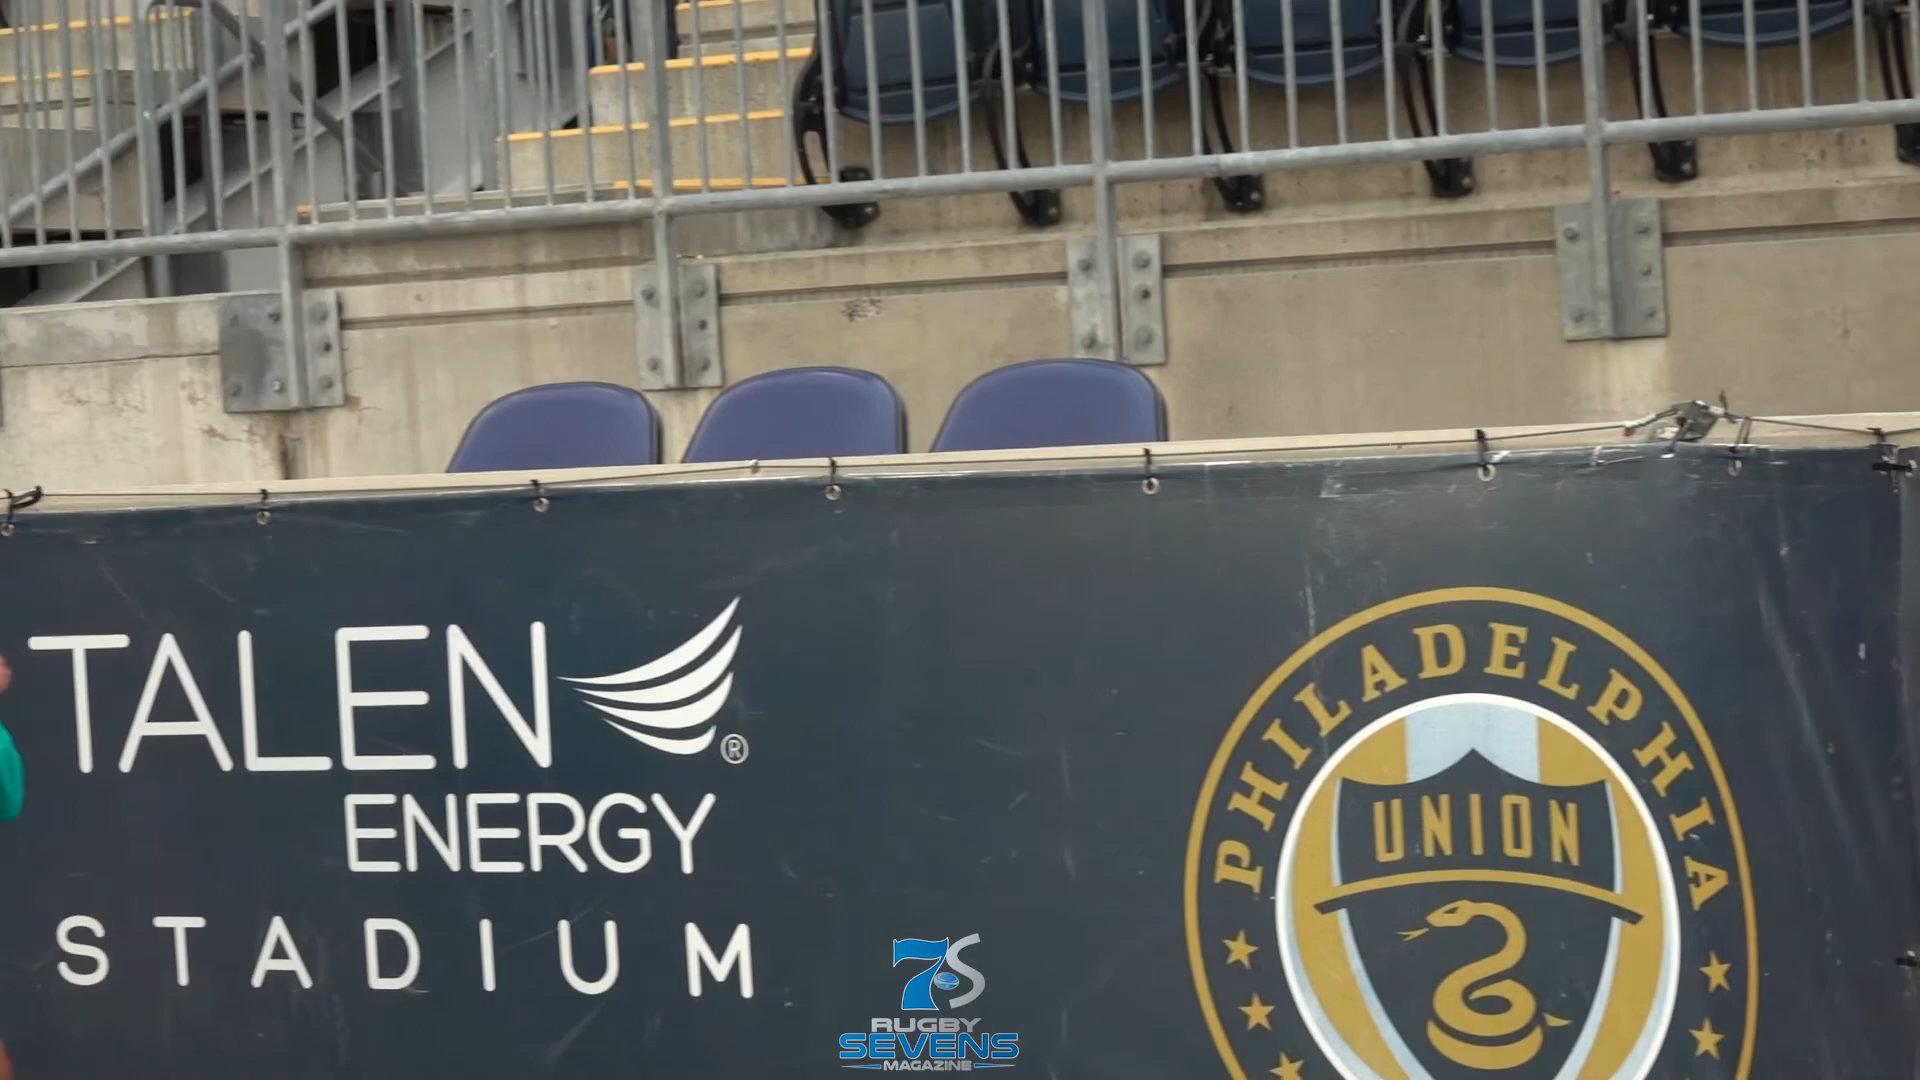 TALEN®
ENERGY
STADIUM
PHILADELPHIA
UNION
7S
RUGBY
SEVENS
MAGAZINE